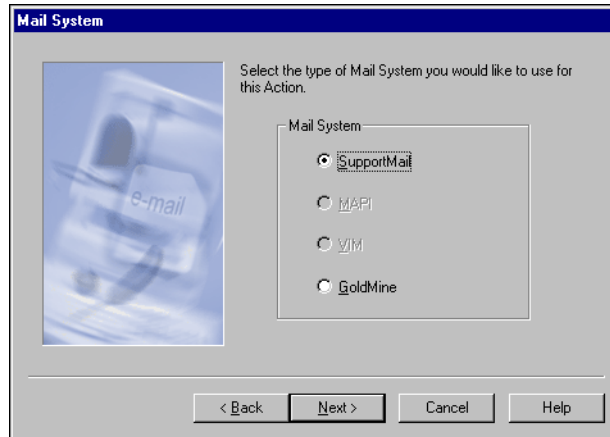 Mail System
Select the type of Mail System you would like to use for
this Action.
Mail System
SupportMail
MAPI
VIM
GoldMine
e-mail
< Back
Next >
Cancel
Help